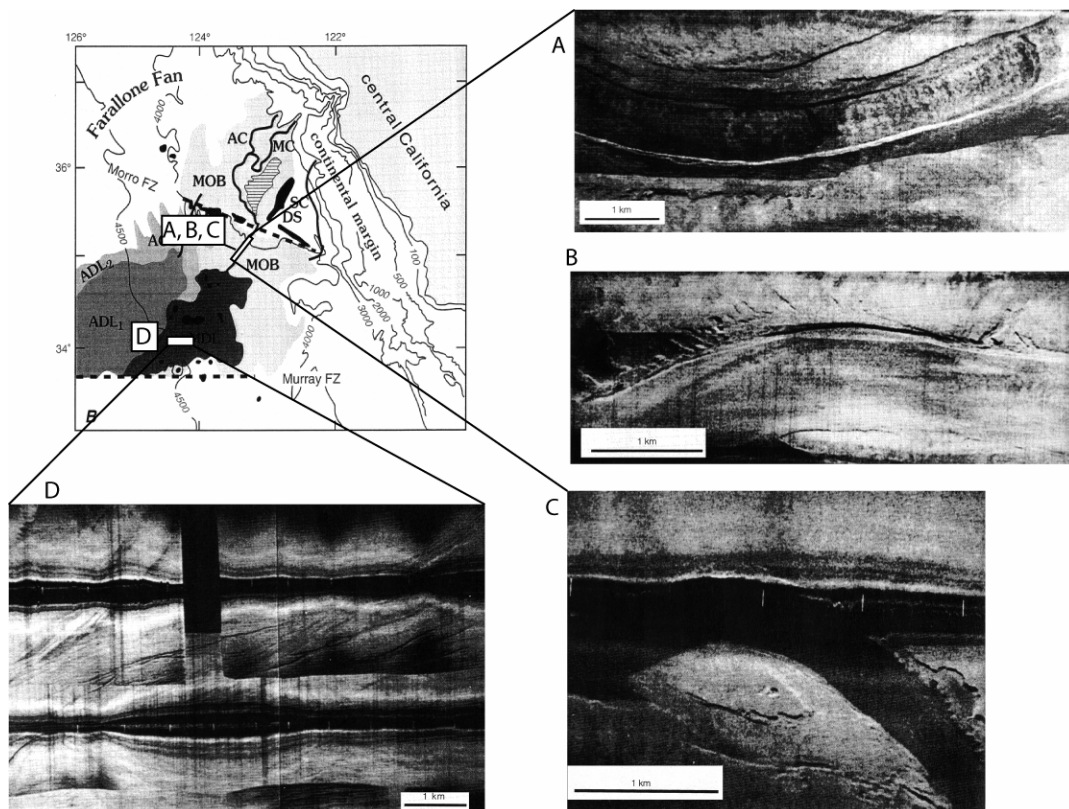 126°
124°
122°
Farallone Fan
4000
central California
AC
MC
36°
Morro FZ
MOB
continental margin
SC
DS
A, B, C
4500
MOB
100
500
1000
2000
3000
ADL2
ADL1
D
34°
4000
Murray FZ
4500
B
A
1 km
B
1 km
C
1 km
D
1 km